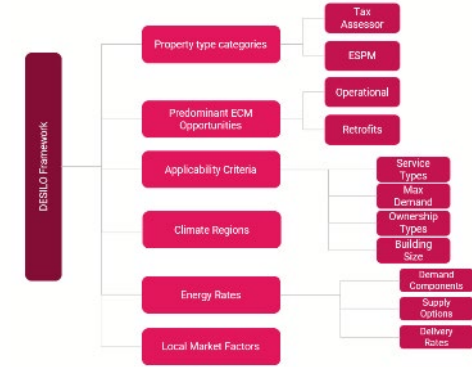 DESILO Framework
Property type categories
Tax
Assessor
ESPM
Predominant ECM
Opportunities
Operational
Retrofits
Applicability Criteria
Service
Types
Max
Demand
Ownership
Types
Building
Size
Climate Regions
Energy Rates
Demand
Components
Supply
Options
Delivery
Rates
Local Market Factors